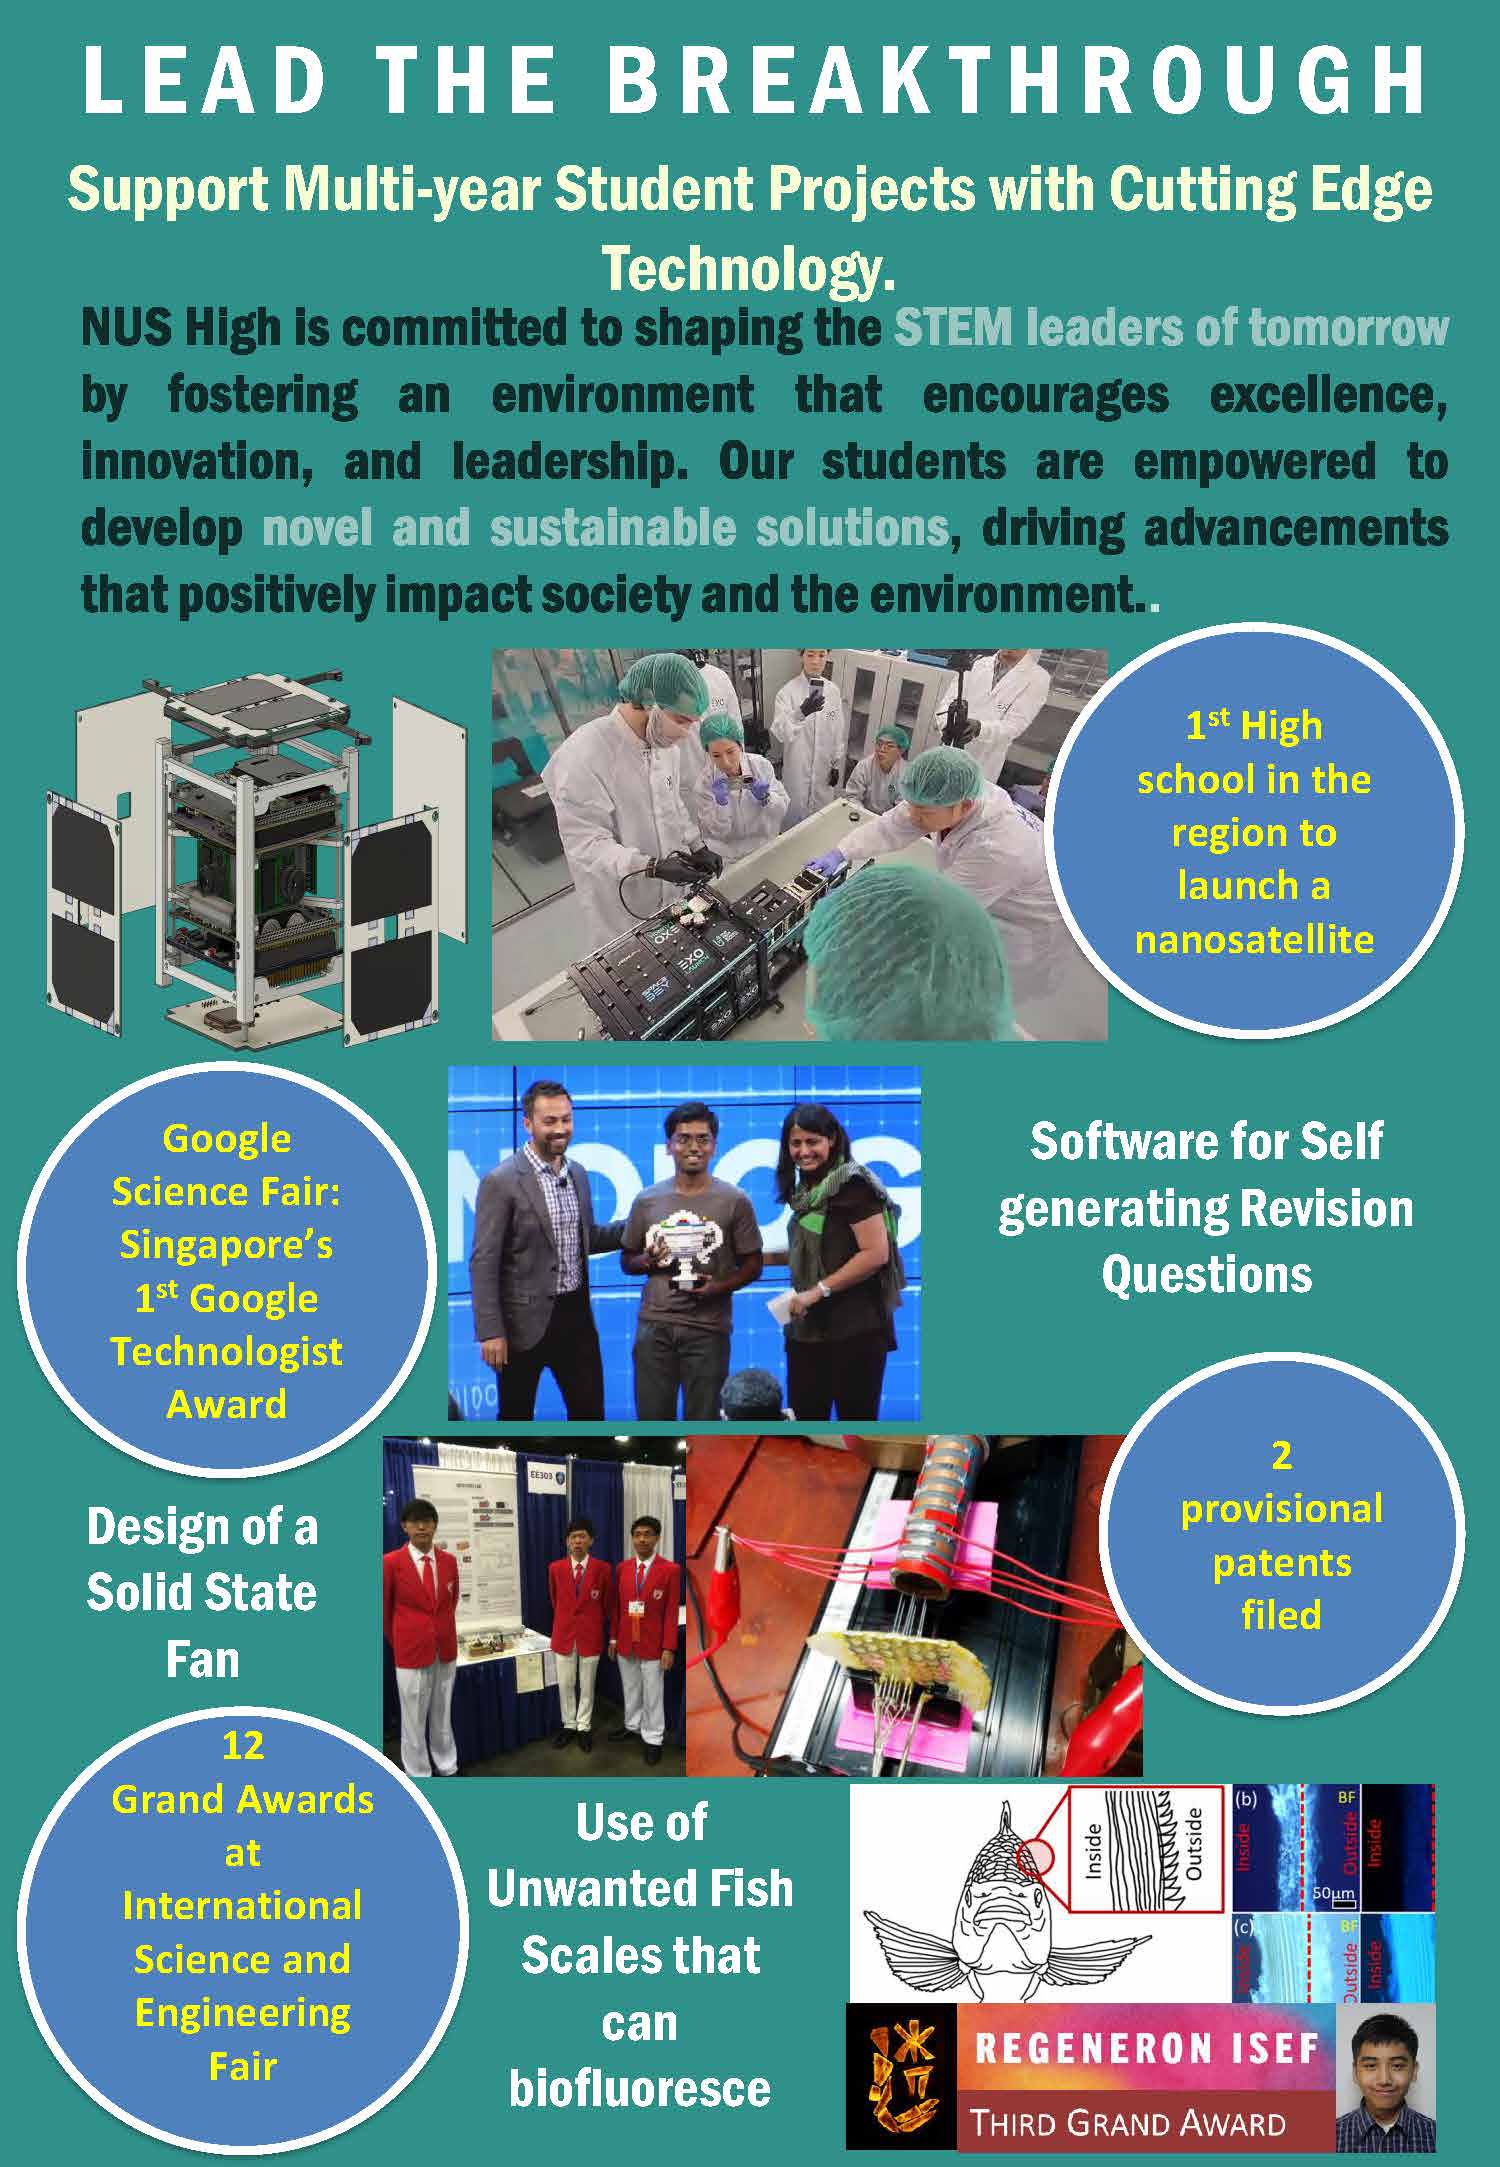 LEAD THE BREAKTHROUGH
Support Multi-year Student Projects with Cutting Edge
Technology.
NUS High is committed to shaping the STEM leaders of tomorrow
by fostering an environment that encourages excellence,
innovation, and leadership. Our students are empowered to
develop novel and sustainable solutions, driving advancements
that positively impact society and the environment..
1st High
school in the
region to
launch a
nanosatellite
EXO
EXO
Google
Science Fair:
Singapore's
1st Google
Technologist
Award
Software for Self
generating Revision
Questions
EE303
Design of a
Solid State
Fan
2
provisional
patents
filed
12
Grand Awards
at
International
Science and
Engineering
Fair
Use of
Unwanted Fish
Scales that
can
biofluoresce
Inside
Outside
(b)
BF
Inside
Outside
Inside
50µm
(c)
BF
Inside
Outside
Inside
REGENERON ISEF
THIRD GRAND AWARD